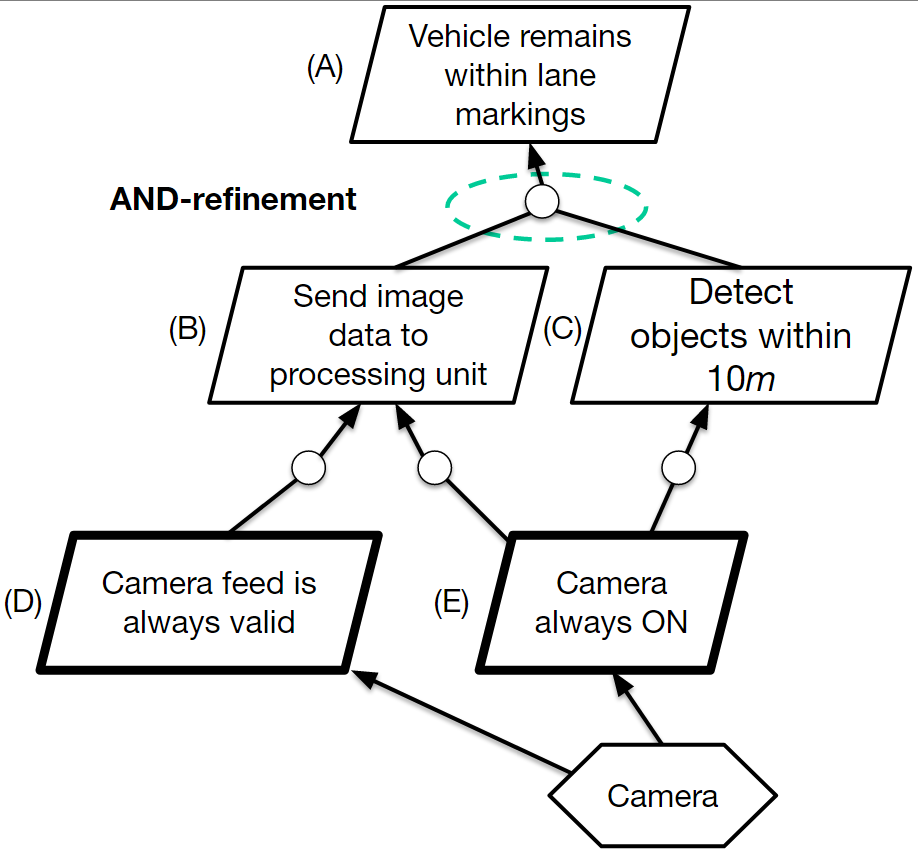 (A)
Vehicle remains
within lane
markings
AND-refinement
(B)
Send image
data to
processing unit
(C)
Detect
objects within
10m
(D)
Camera feed is
always valid
(E)
Camera
always ON
Camera